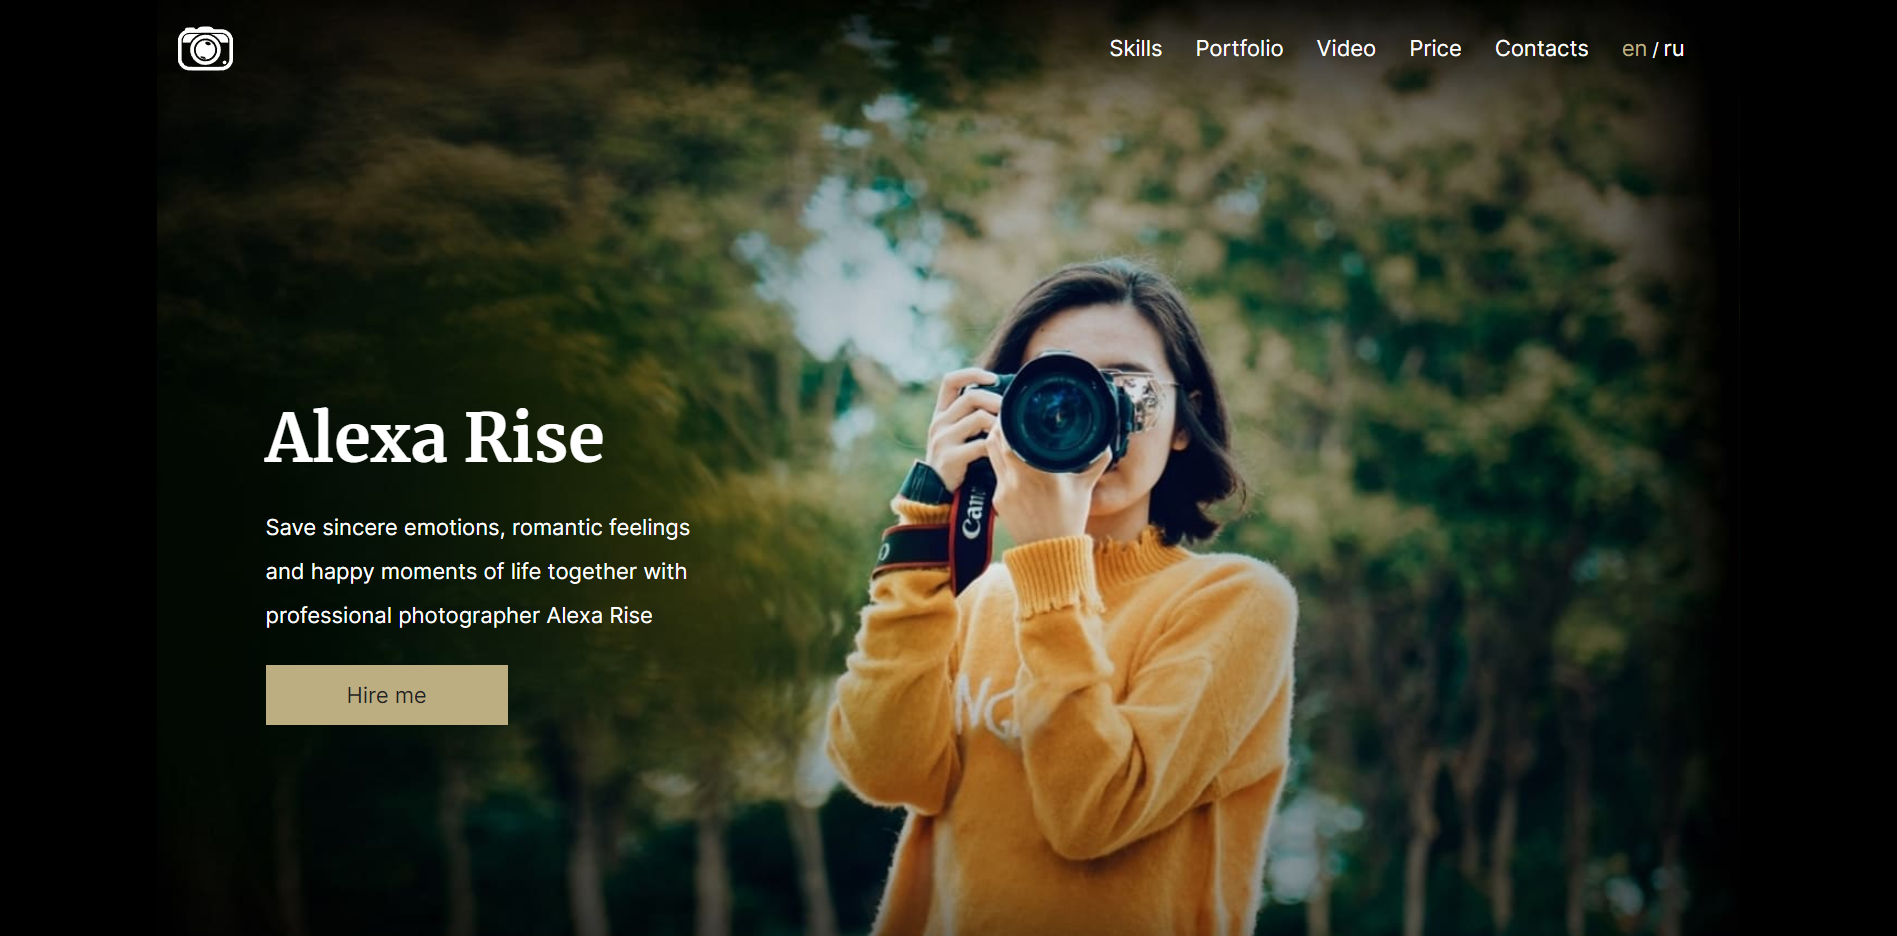 Skills Portfolio Video Price Contacts en / ru
Alexa Rise
Save sincere emotions, romantic feelings
and happy moments of life together with
professional photographer Alexa Rise
Hire me